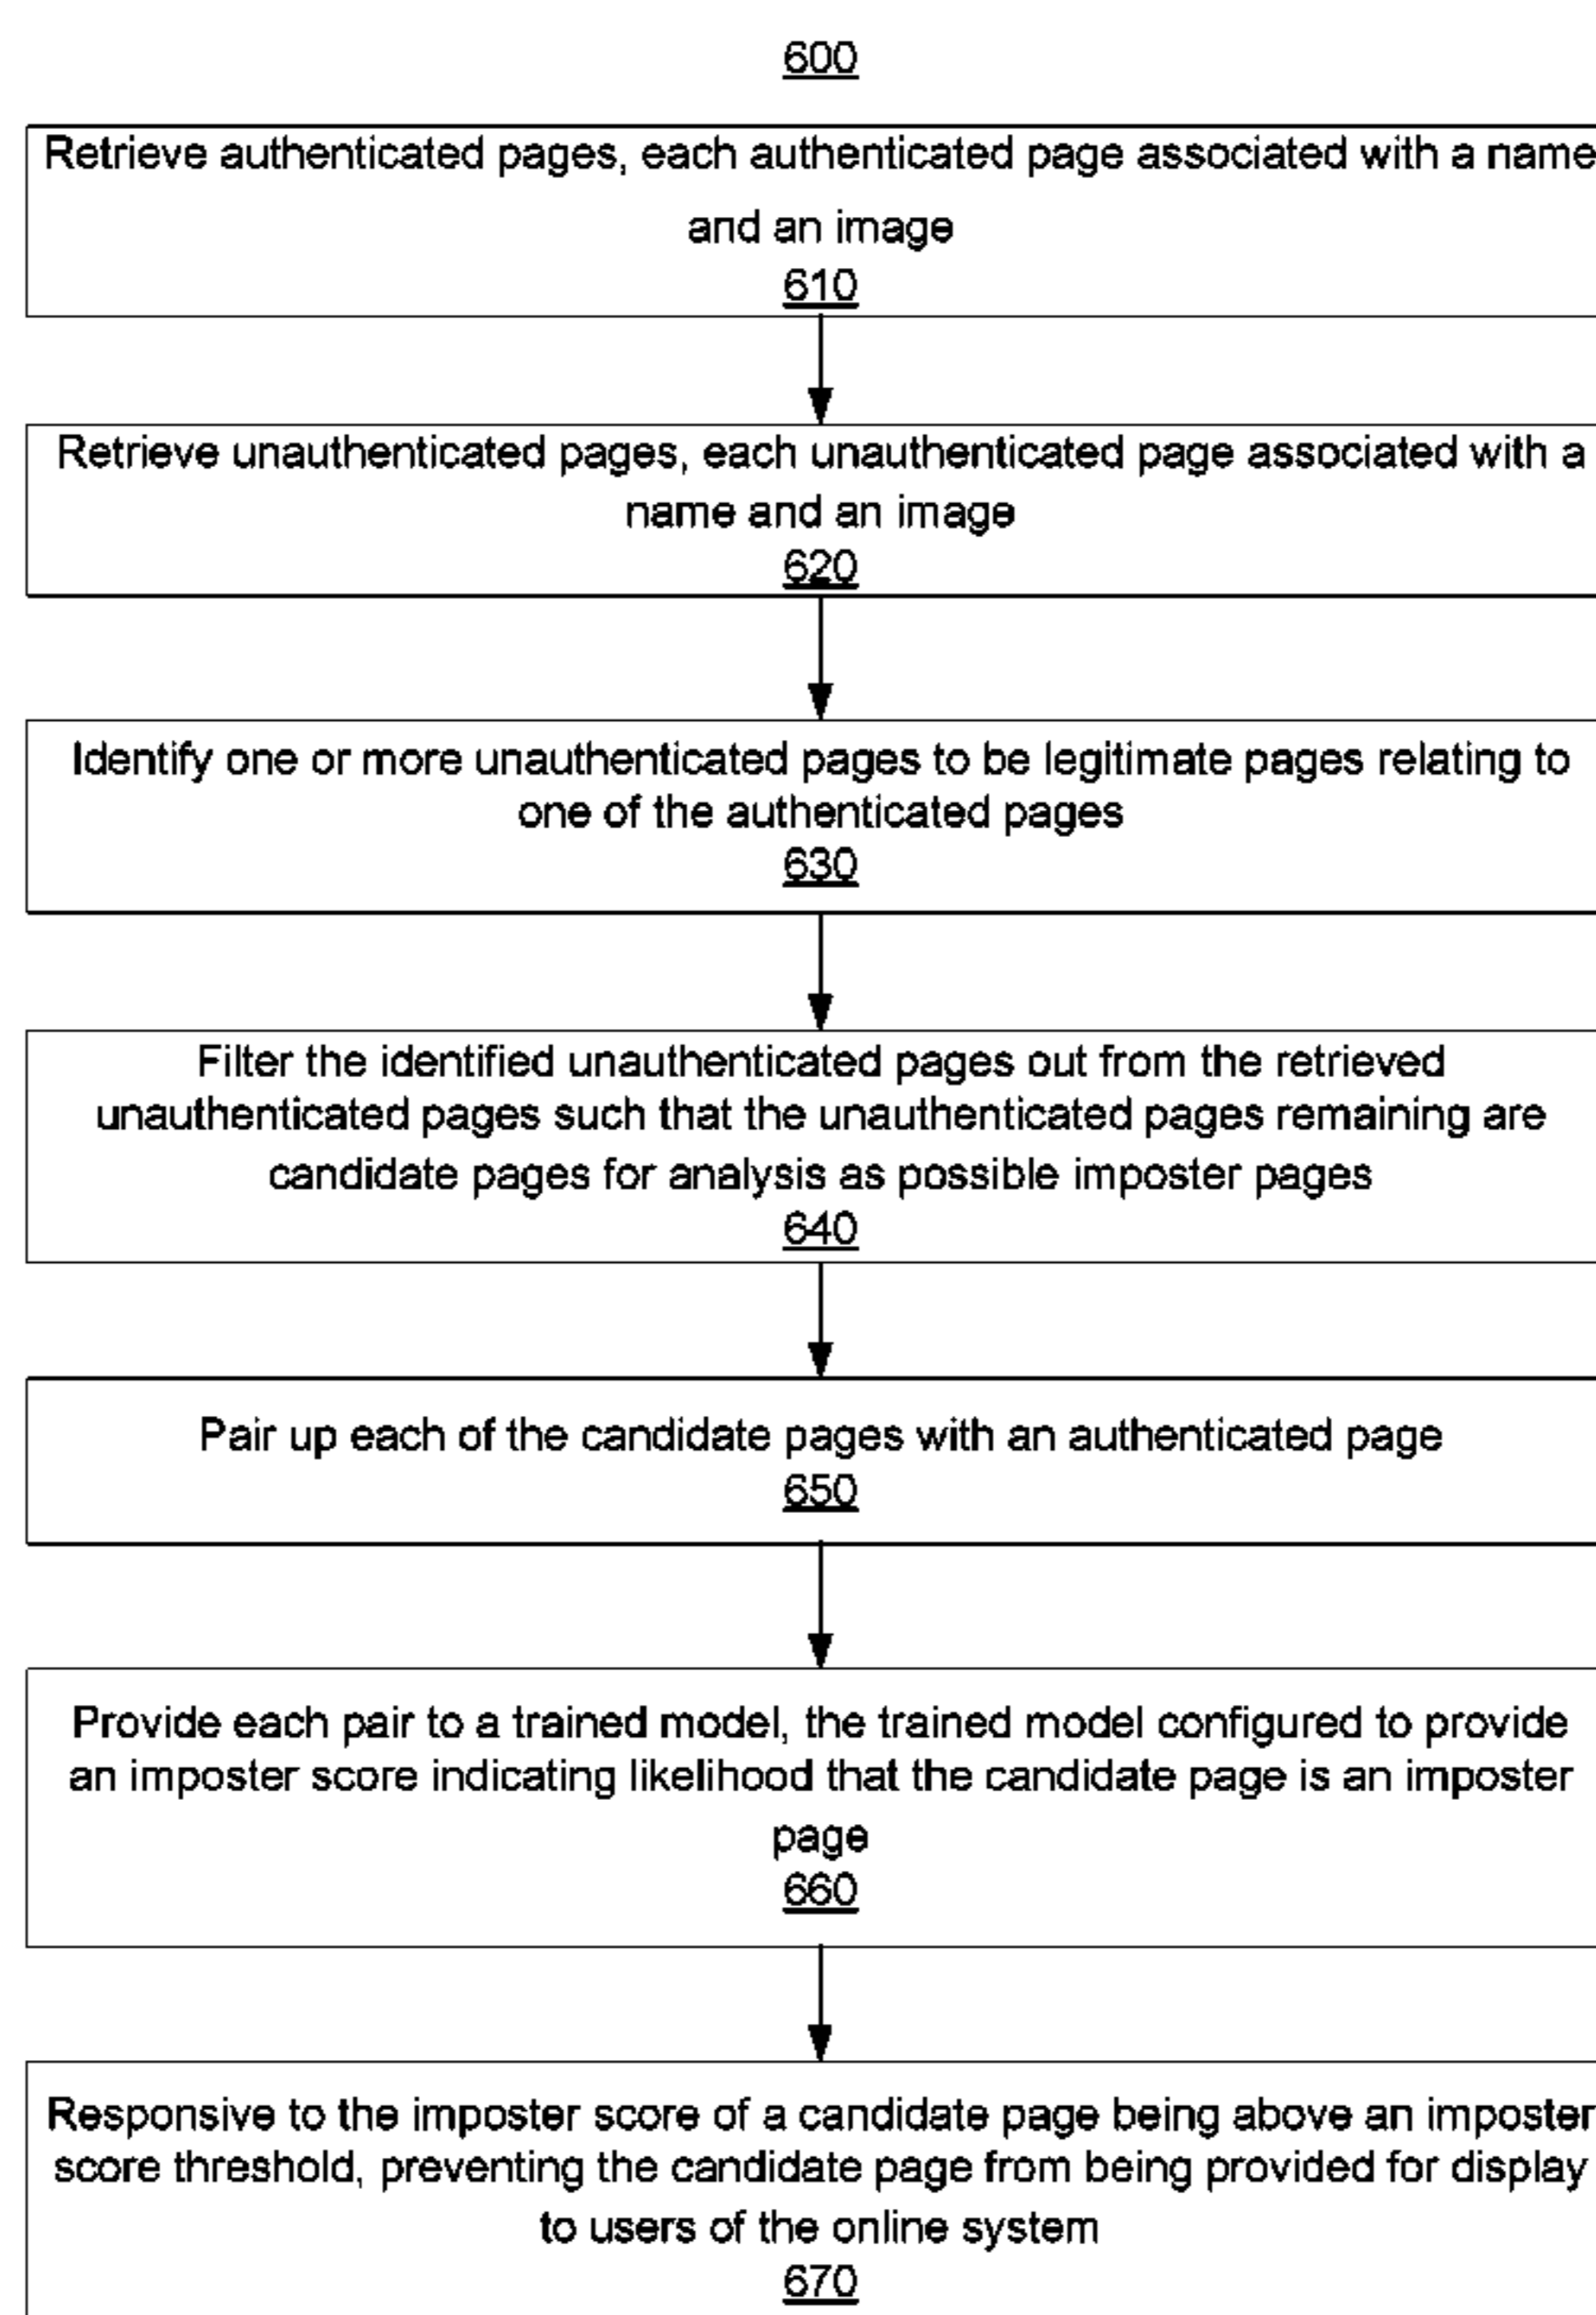 600
Retrieve authenticated pages, each authenticated page associated with a name
and an image
610
Retrieve unauthenticated pages, each unauthenticated page associated with a
name and an image
620
Identify one or more unauthenticated pages to be legitimate pages relating to
one of the authenticated pages
630
Filter the identified unauthenticated pages out from the retrieved
unauthenticated pages such that the unauthenticated pages remaining are
candidate pages for analysis as possible imposter pages
640
Pair up each of the candidate pages with an authenticated page
650
Provide each pair to a trained model, the trained model configured to provide
an imposter score indicating likelihood that the candidate page is an imposter
page
660
Responsive to the imposter score of a candidate page being above an imposter
score threshold, preventing the candidate page from being provided for display
to users of the online system
670